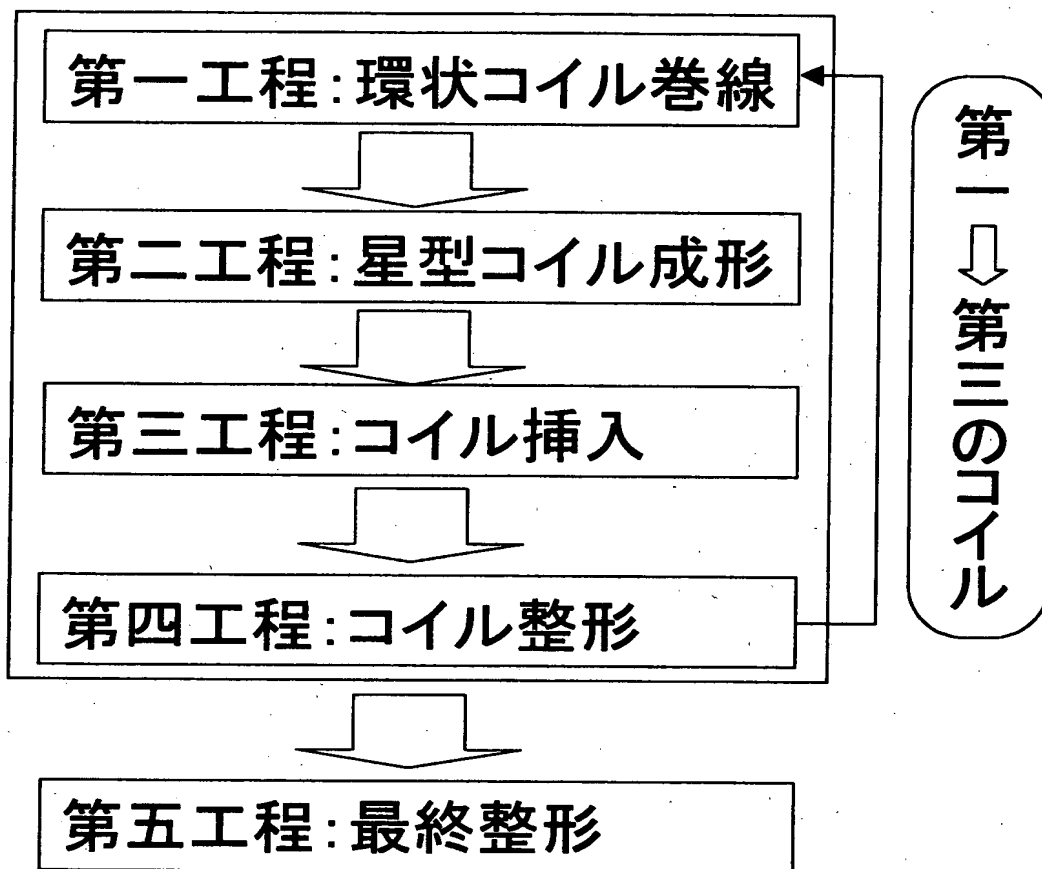 第一工程:環状コイル巻線
第二工程:星型コイル成形
第三工程:コイル挿入
第四工程:コイル整形
第五工程:最終整形
第一⇩第三のコイル